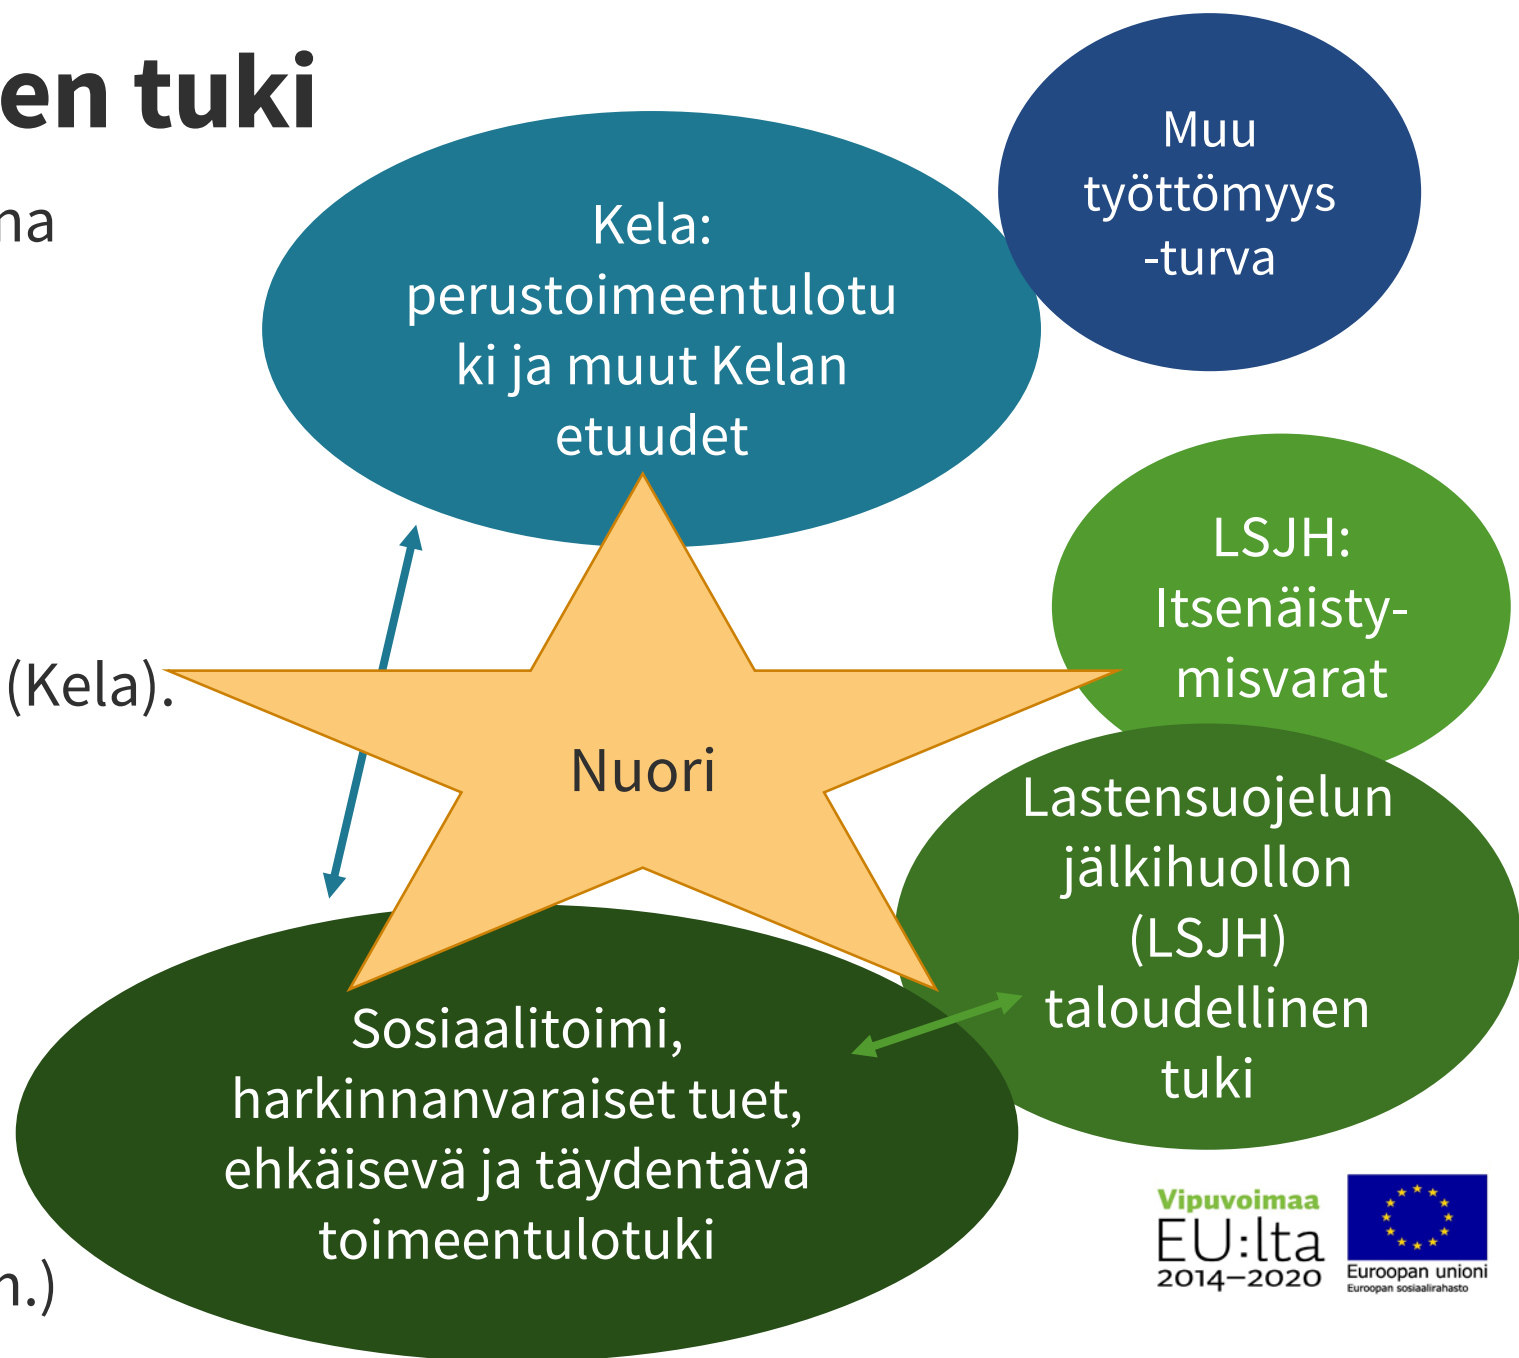 en tuki
na
Kela:
perustoimeentulotu
ki ja muut Kelan
etuudet
Muu
työttömyys
-turva
LSJH:
Itsenäisty-
misvarat
(Kela).
Nuori
Lastensuojelun
jälkihuollon
(LSJH)
taloudellinen
tuki
Sosiaalitoimi,
harkinnanvaraiset tuet,
ehkäisevä ja täydentävä
toimeentulotuki
n.)
Vipuvoimaa
EU:lta
2014–2020
Euroopan unioni
Euroopan sosiaalirahasto